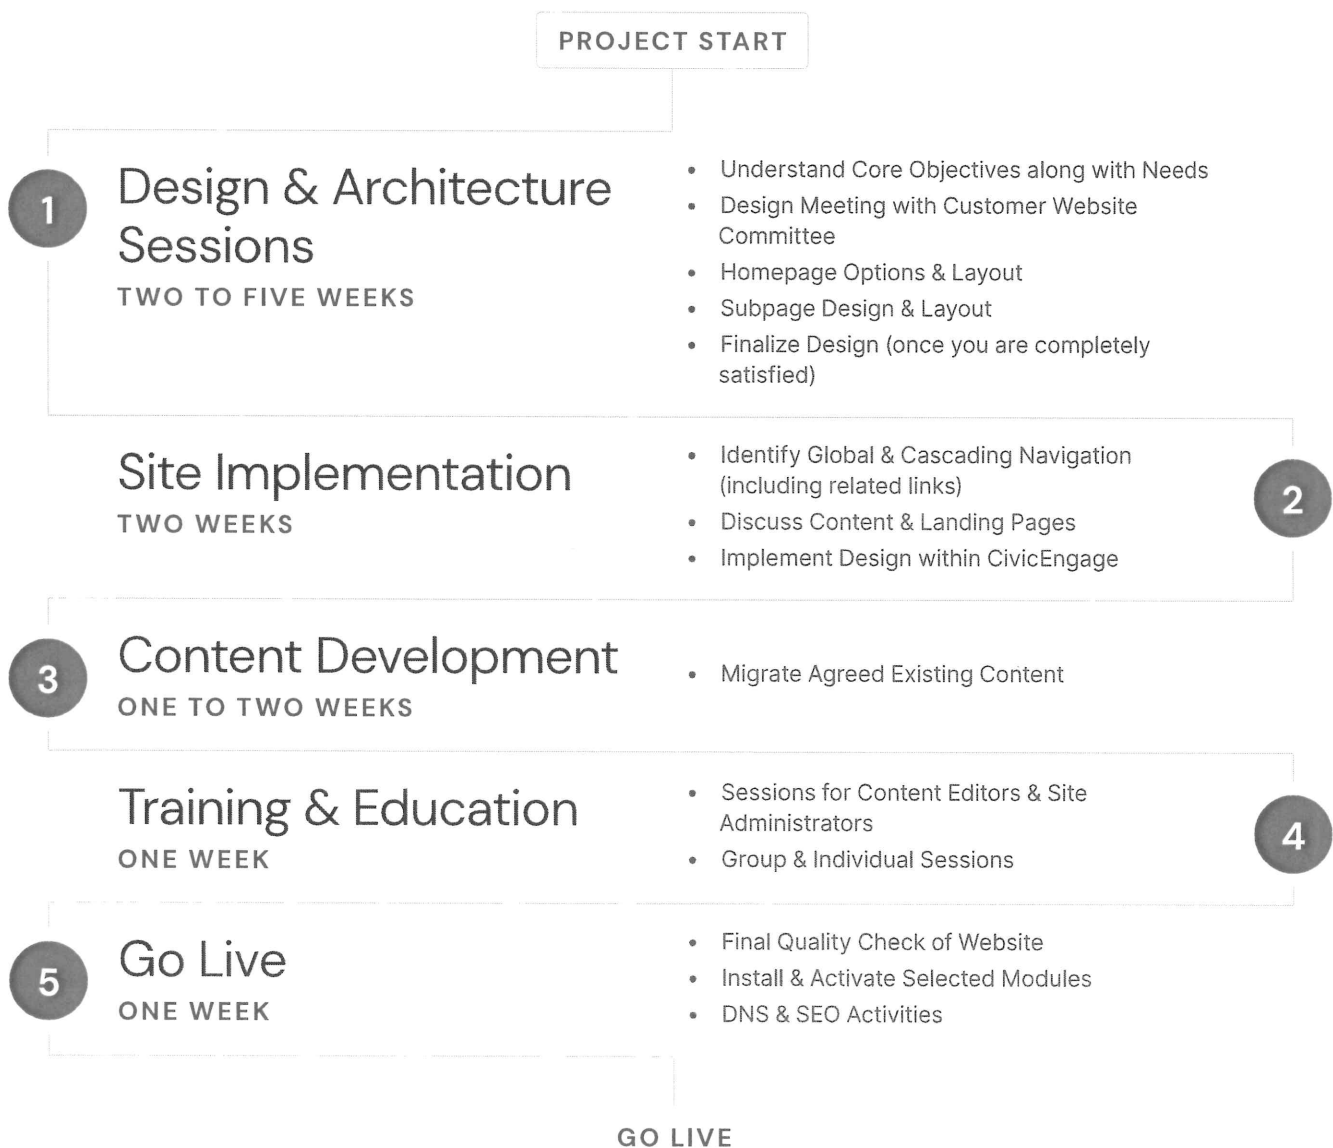 PROJECT START
1
Design & Architecture
Sessions
TWO TO FIVE WEEKS
• Understand Core Objectives along with Needs
• Design Meeting with Customer Website
Committee
• Homepage Options & Layout
• Subpage Design & Layout
• Finalize Design (once you are completely
satisfied)
Site Implementation
TWO WEEKS
• Identify Global & Cascading Navigation
(including related links)
• Discuss Content & Landing Pages
• Implement Design within CivicEngage
2
3
Content Development
ONE TO TWO WEEKS
• Migrate Agreed Existing Content
Training & Education
ONE WEEK
• Sessions for Content Editors & Site
Administrators
• Group & Individual Sessions
4
5
Go Live
ONE WEEK
• Final Quality Check of Website
• Install & Activate Selected Modules
• DNS & SEO Activities
GO LIVE